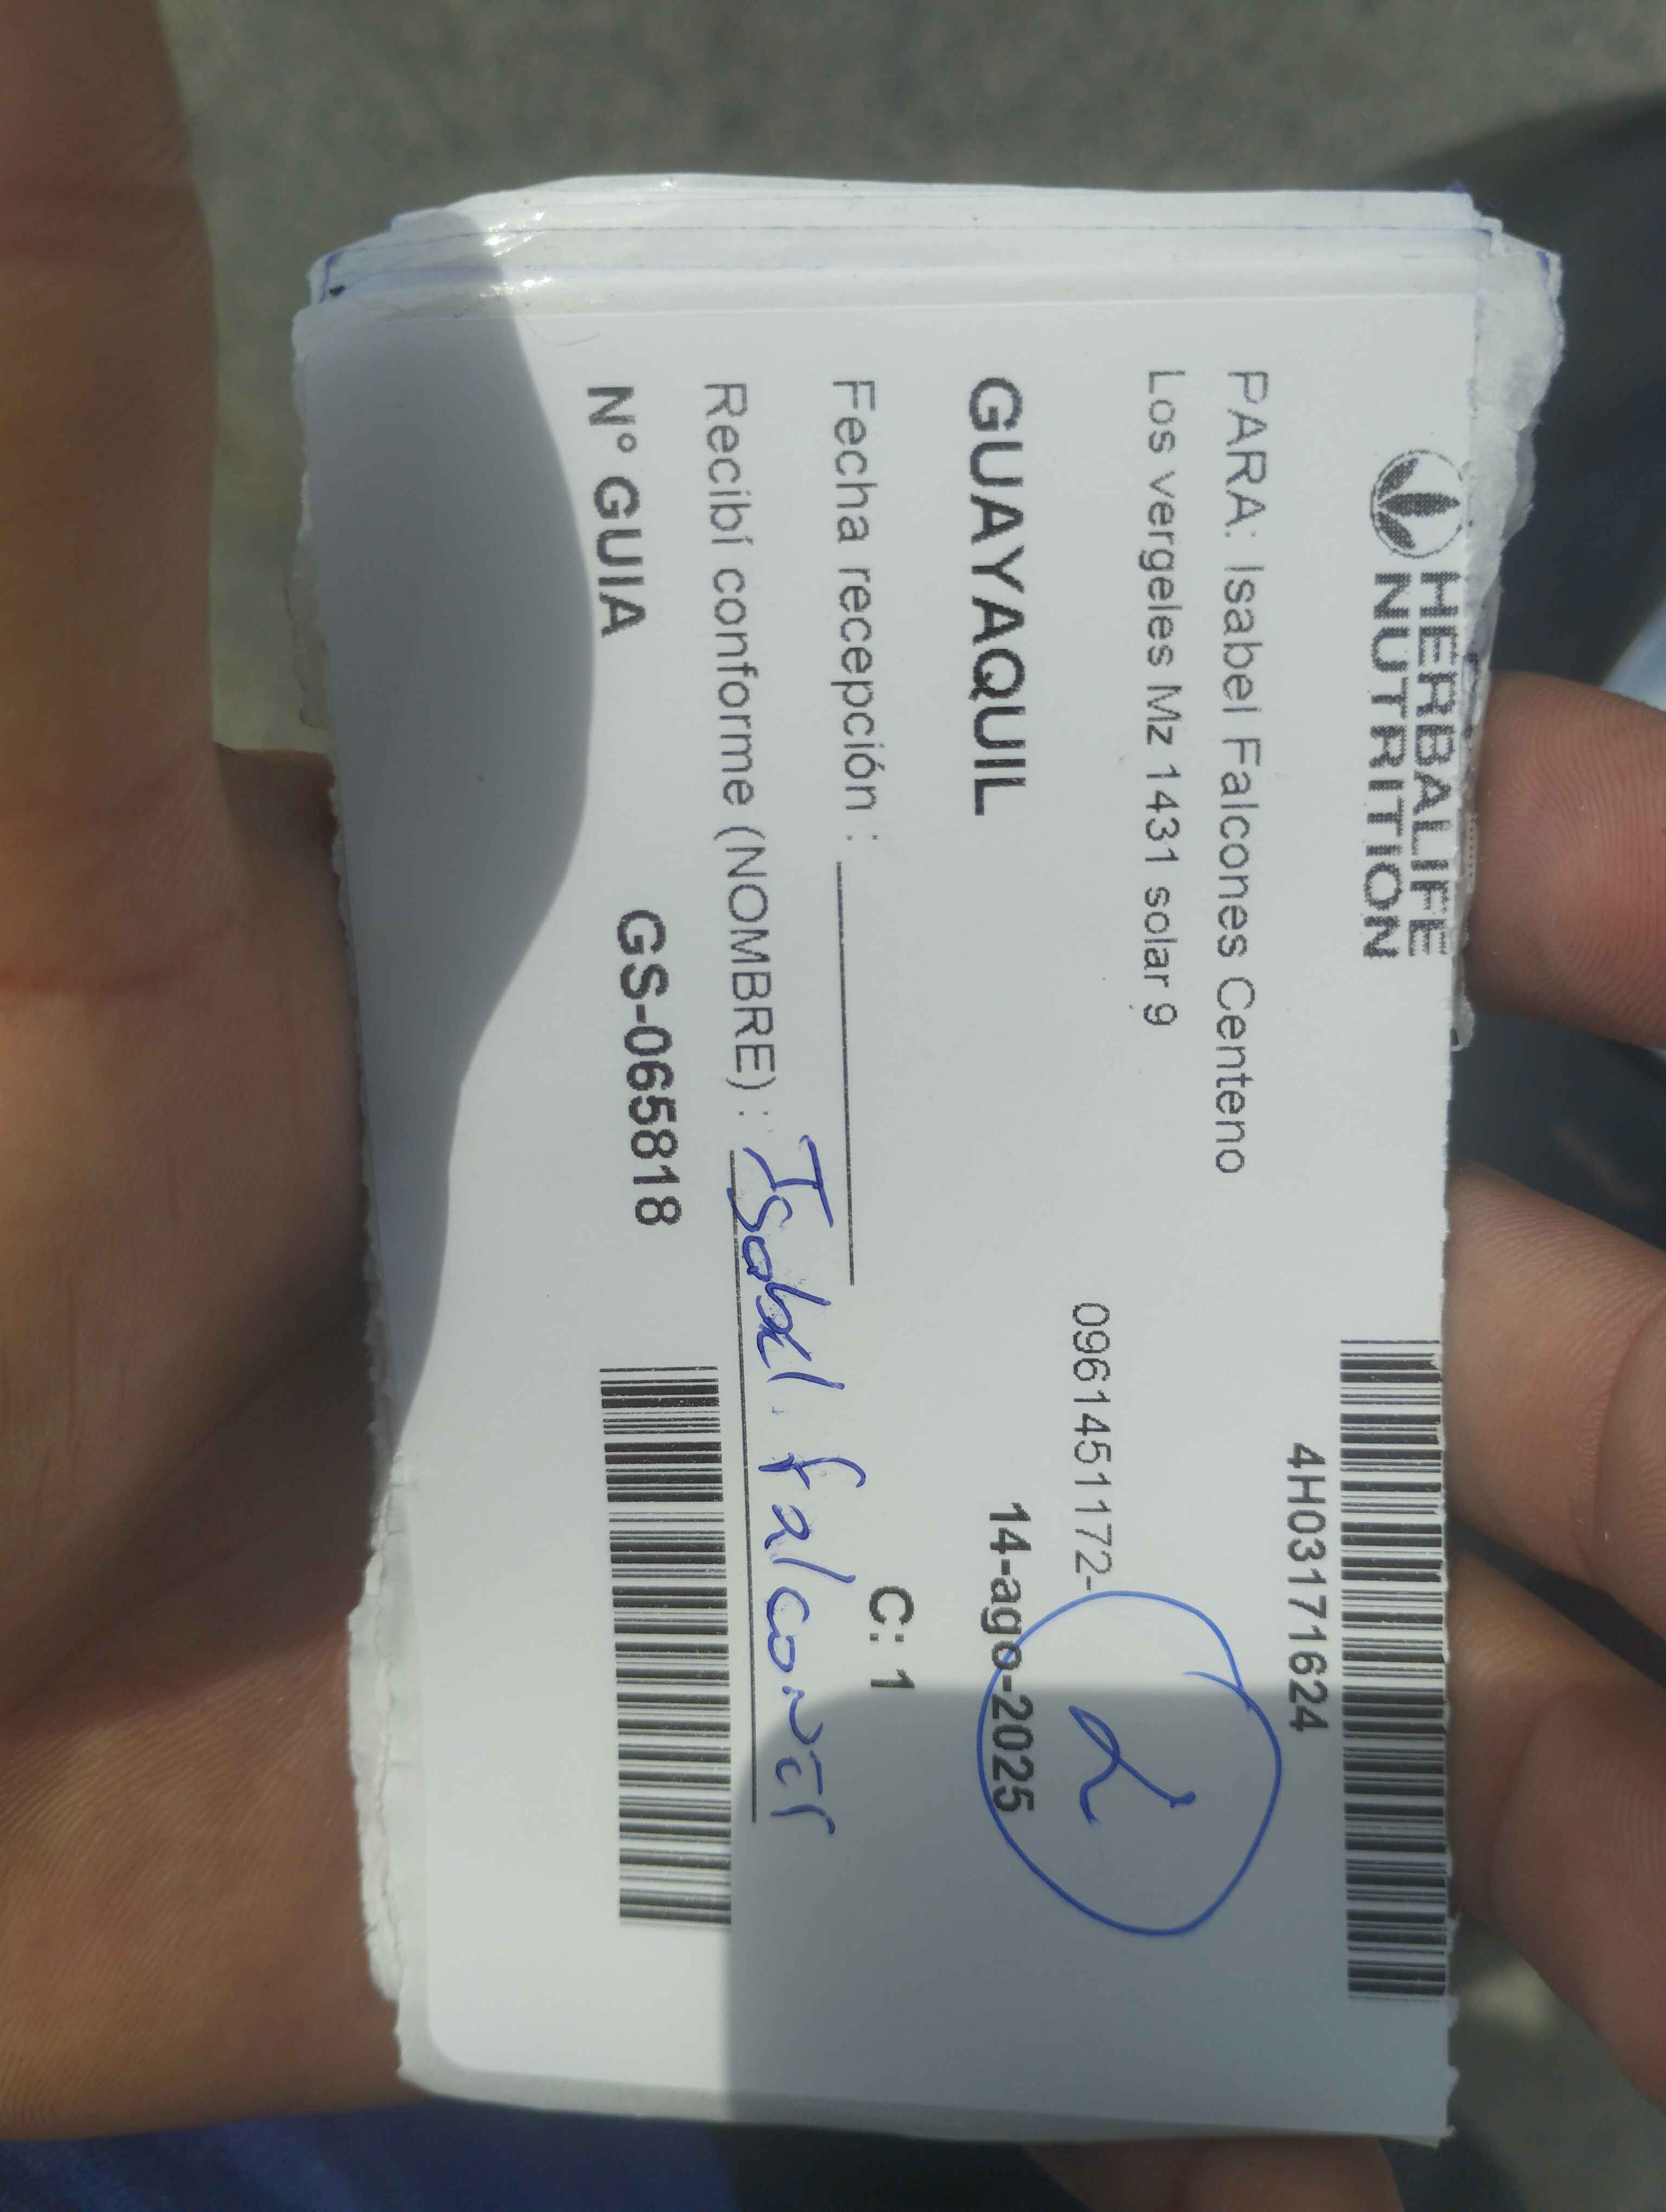 HERBALIFE
NUTRITION
4H03171624
PARA: Isabel Falcones Centeno
Los vergeles Mz 1431 solar 9
0961451172-
2
GUAYAQUIL
14-ago-2025
Fecha recepción :
C: 1
Recibí conforme (NOMBRE) : Isabel falcones
N° GUIA GS-065818